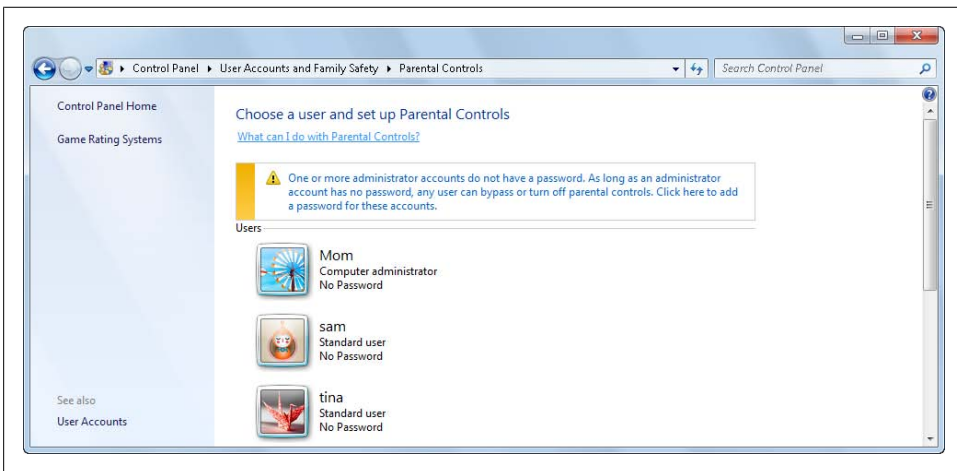 Control Panel ▸ User Accounts and Family Safety ▸ Parental Controls
Search Control Panel
Control Panel Home
Game Rating Systems
Choose a user and set up Parental Controls
What can I do with Parental Controls?
One or more administrator accounts do not have a password. As long as an administrator
account has no password, any user can bypass or turn off parental controls. Click here to add
a password for these accounts.
Users
Mom
Computer administrator
No Password
sam
Standard user
No Password
tina
Standard user
No Password
See also
User Accounts